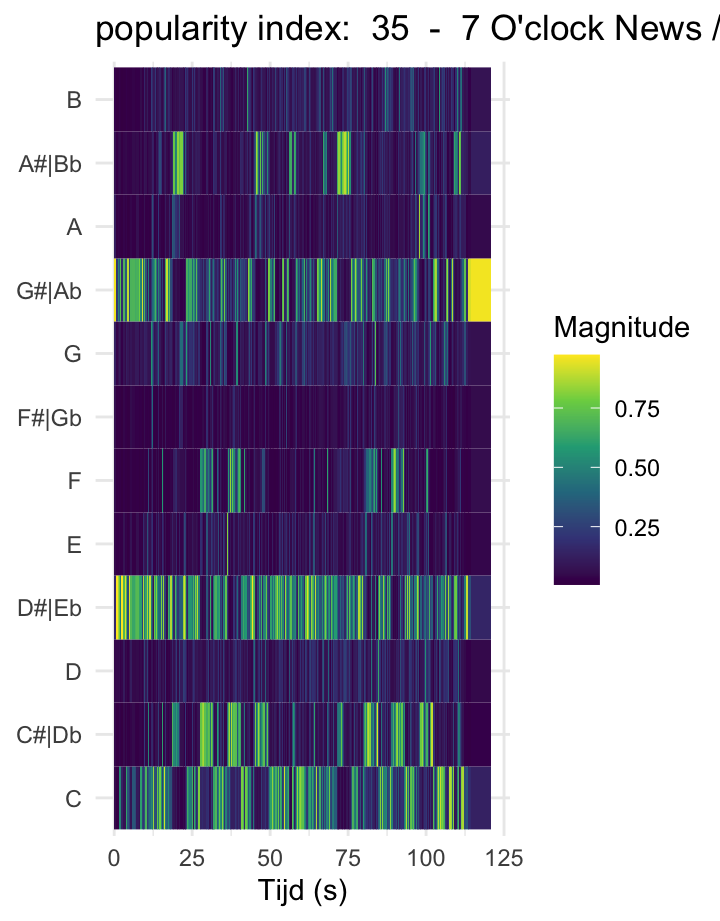 popularity index:  35  -  7 O'clock News /
B
A#|Bb
A
G#|Ab
G
F#|Gb
F
E
D#|Eb
D
C#|Db
C
Magnitude
0.75
0.50
0.25
0 25 50 75 100 125
Tijd (s)